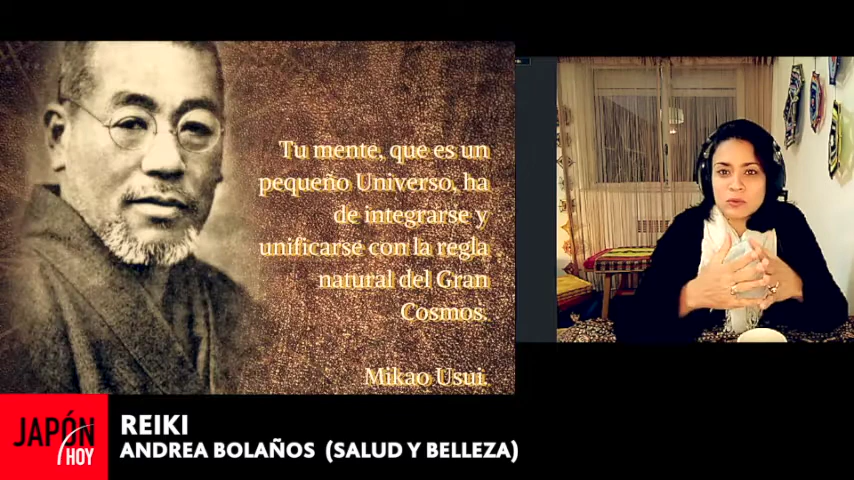 Tu mente, que es un
pequeño Universo, ha
de integrarse y
unificarse con la regla
natural del Gran
Cosmos.
Mikao Usui.
JAPÓN
HOY
REIKI
ANDREA BOLAÑOS (SALUD Y BELLEZA)